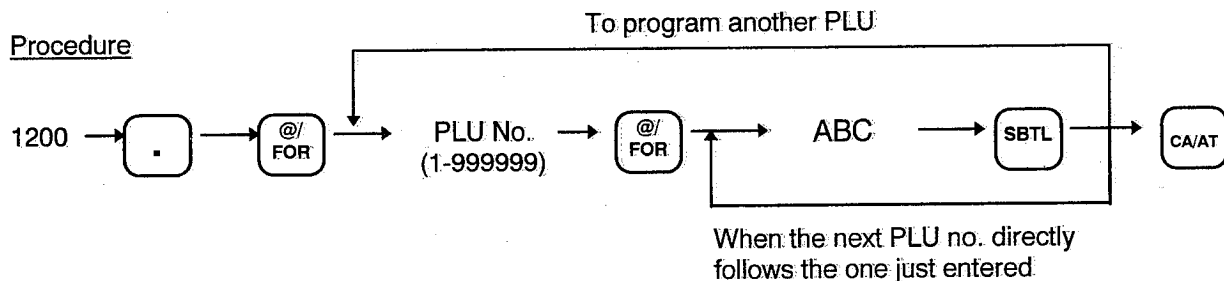 To program another PLU
Procedure
1200 . @/ FOR PLU No. @/ FOR ABC SBTL CA/AT
(1-999999)
When the next PLU no. directly
follows the one just entered